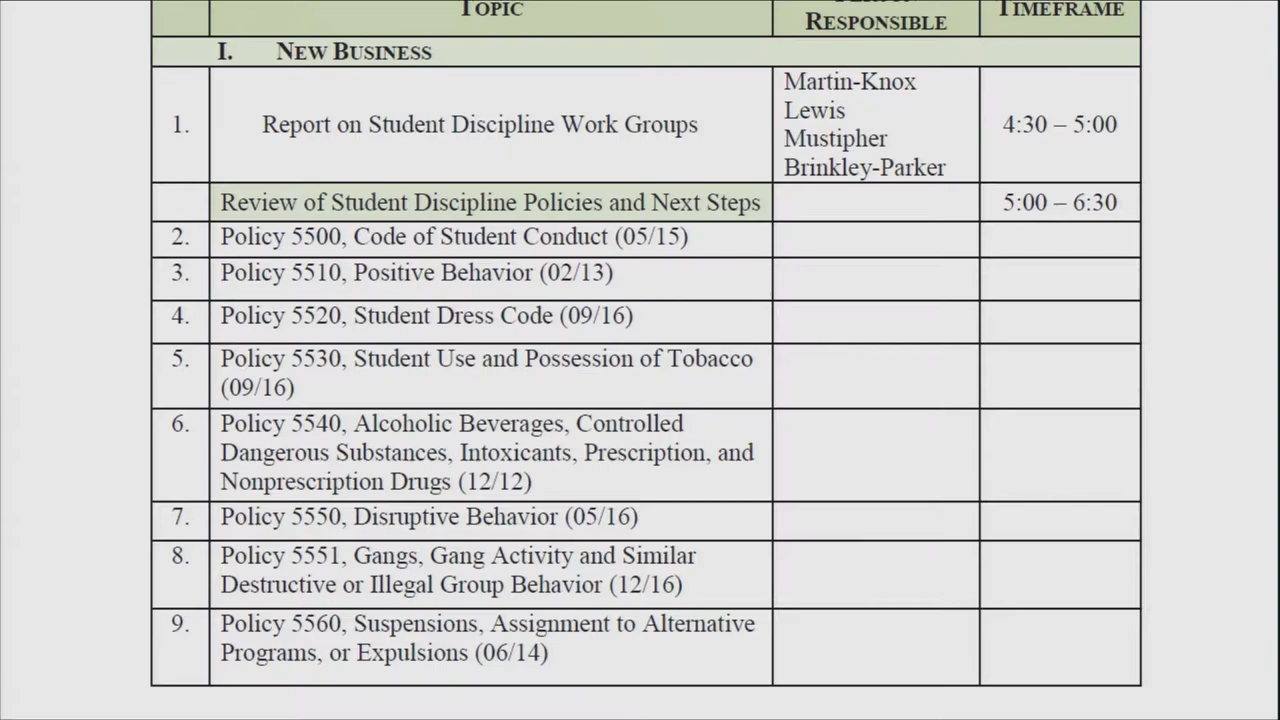 TOPIC
RESPONSIBLE
TIMEFRAME
I. NEW BUSINESS
1.
Report on Student Discipline Work Groups
Martin-Knox
Lewis
Mustipher
Brinkley-Parker
4:30 – 5:00
Review of Student Discipline Policies and Next Steps
5:00 – 6:30
2.
Policy 5500, Code of Student Conduct (05/15)
3.
Policy 5510, Positive Behavior (02/13)
4.
Policy 5520, Student Dress Code (09/16)
5.
Policy 5530, Student Use and Possession of Tobacco
(09/16)
6.
Policy 5540, Alcoholic Beverages, Controlled
Dangerous Substances, Intoxicants, Prescription, and
Nonprescription Drugs (12/12)
7.
Policy 5550, Disruptive Behavior (05/16)
8.
Policy 5551, Gangs, Gang Activity and Similar
Destructive or Illegal Group Behavior (12/16)
9.
Policy 5560, Suspensions, Assignment to Alternative
Programs, or Expulsions (06/14)